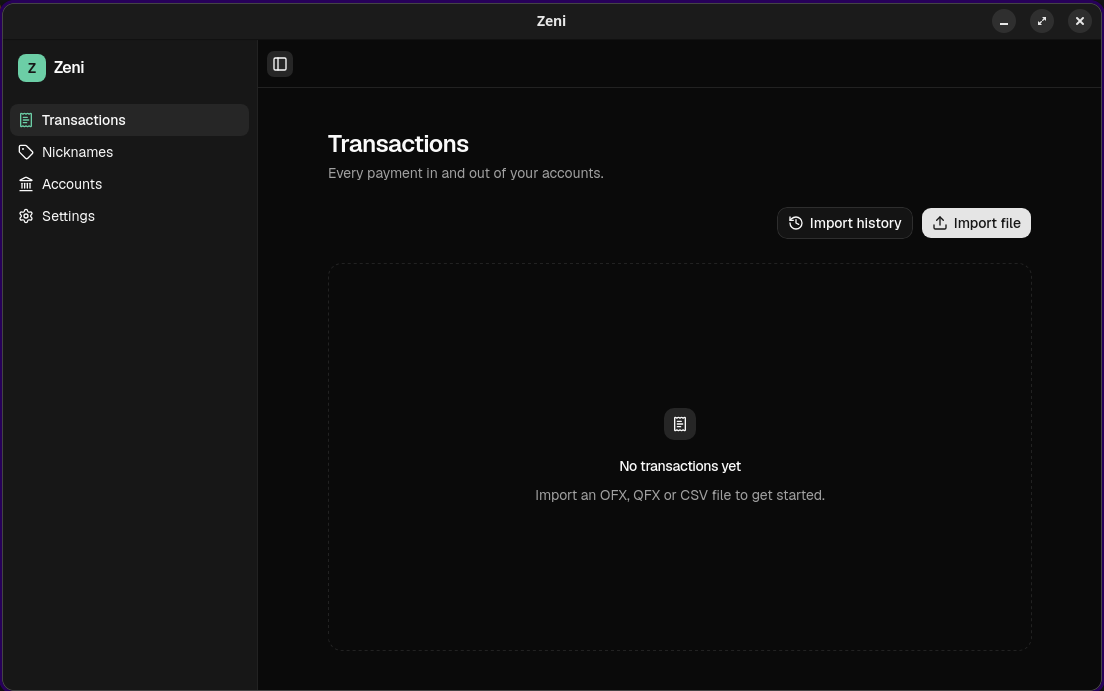 Zeni
Z Zeni
Transactions
Nicknames
Accounts
Settings
Transactions
Every payment in and out of your accounts.
Import history Import file
No transactions yet
Import an OFX, QFX or CSV file to get started.